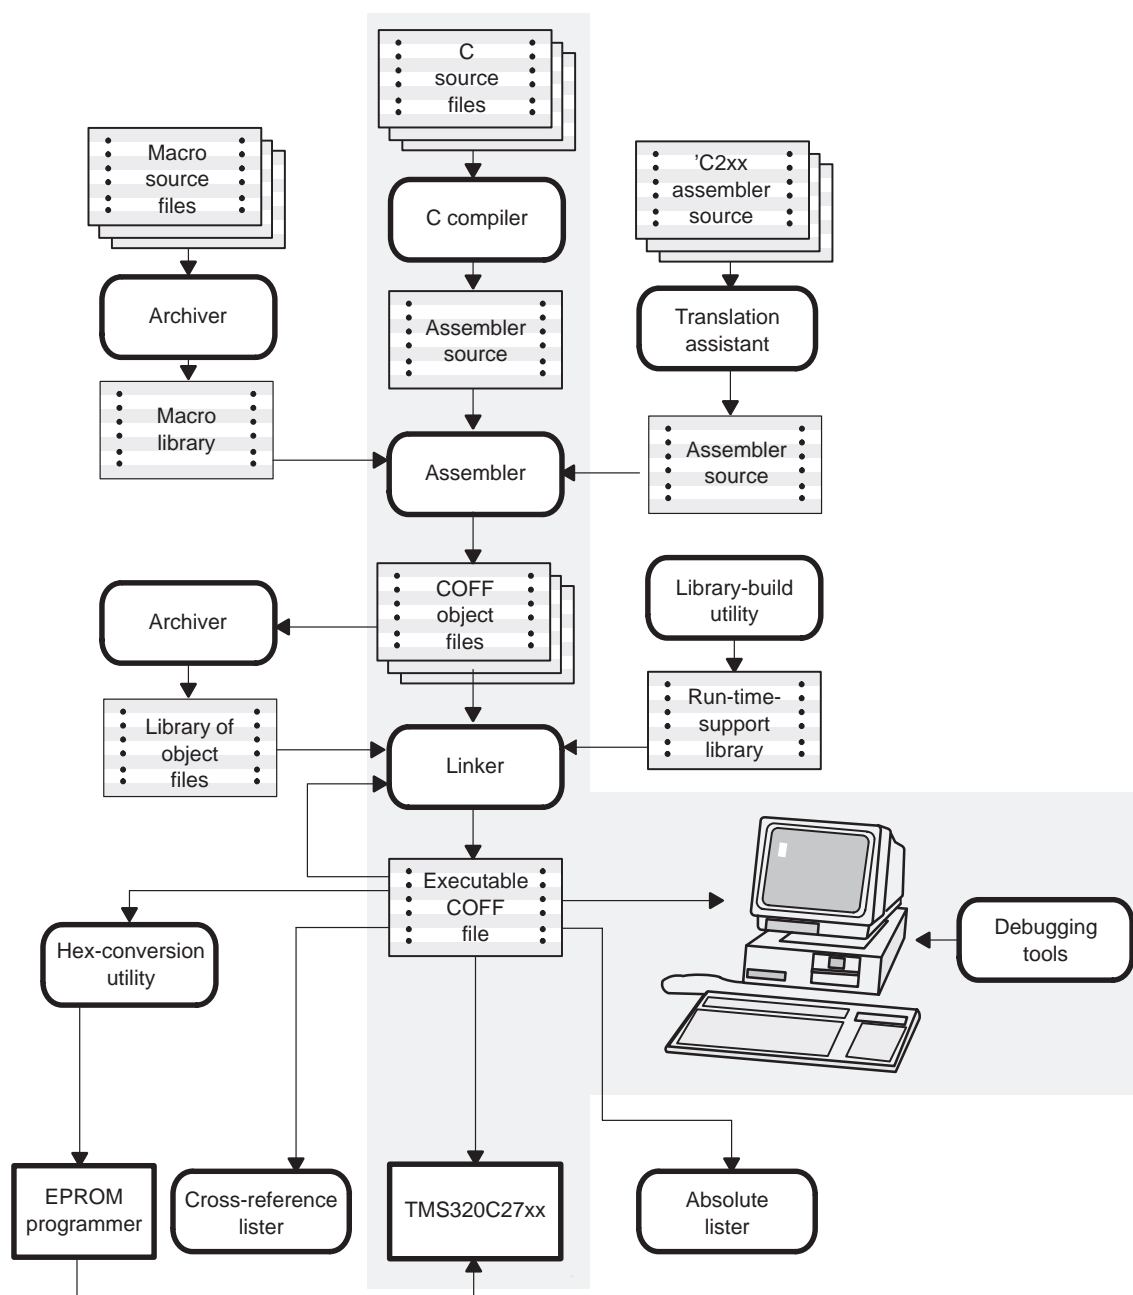 C
source
files
Macro
source
files
'C2xx
assembler
source
C compiler
Archiver
Translation
assistant
Assembler
source
Macro
library
Assembler
Assembler
source
Archiver
COFF
object
files
Library-build
utility
Library of
object
files
Linker
Run-time-
support
library
Executable
COFF
file
Debugging
tools
Hex-conversion
utility
EPROM
programmer
Cross-reference
lister
TMS320C27xx
Absolute
lister